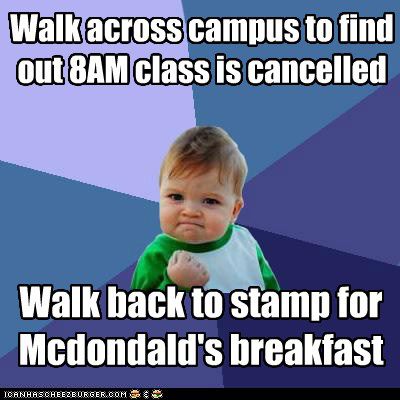 Walk across campus to find
out 8AM class is cancelled
Walk back to stamp for
Mcdondald's breakfast
ICANHASCHEEZBURGER.COM